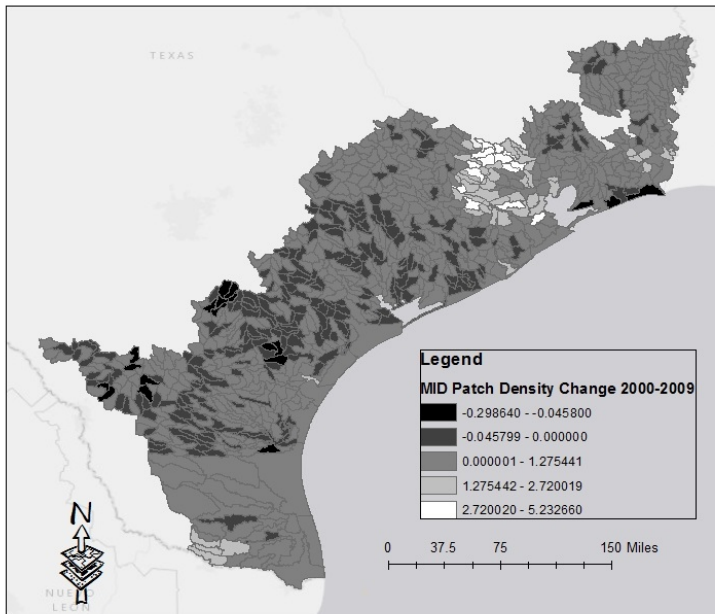 TEXAS
Legend
MID Patch Density Change 2000-2009
-0.298640 - -0.045800
-0.045799 - 0.000000
0.000001 - 1.275441
1.275442 - 2.720019
2.720020 - 5.232660
N
0 37.5 75 150 Miles
NUEVO
LEON